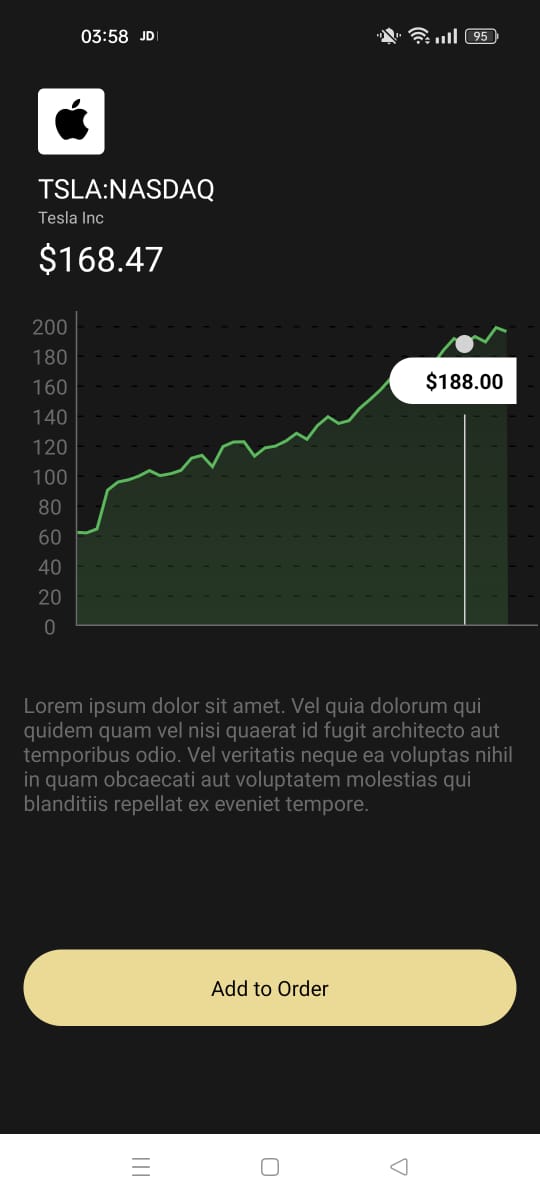 03:58 JD
95
TSLA:NASDAQ
Tesla Inc
$168.47
200
180
160
140
120
100
80
60
40
20
0
$188.00
Lorem ipsum dolor sit amet. Vel quia dolorum qui
quidem quam vel nisi quaerat id fugit architecto aut
temporibus odio. Vel veritatis neque ea voluptas nihil
in quam obcaecati aut voluptatem molestias qui
blanditiis repellat ex eveniet tempore.
Add to Order